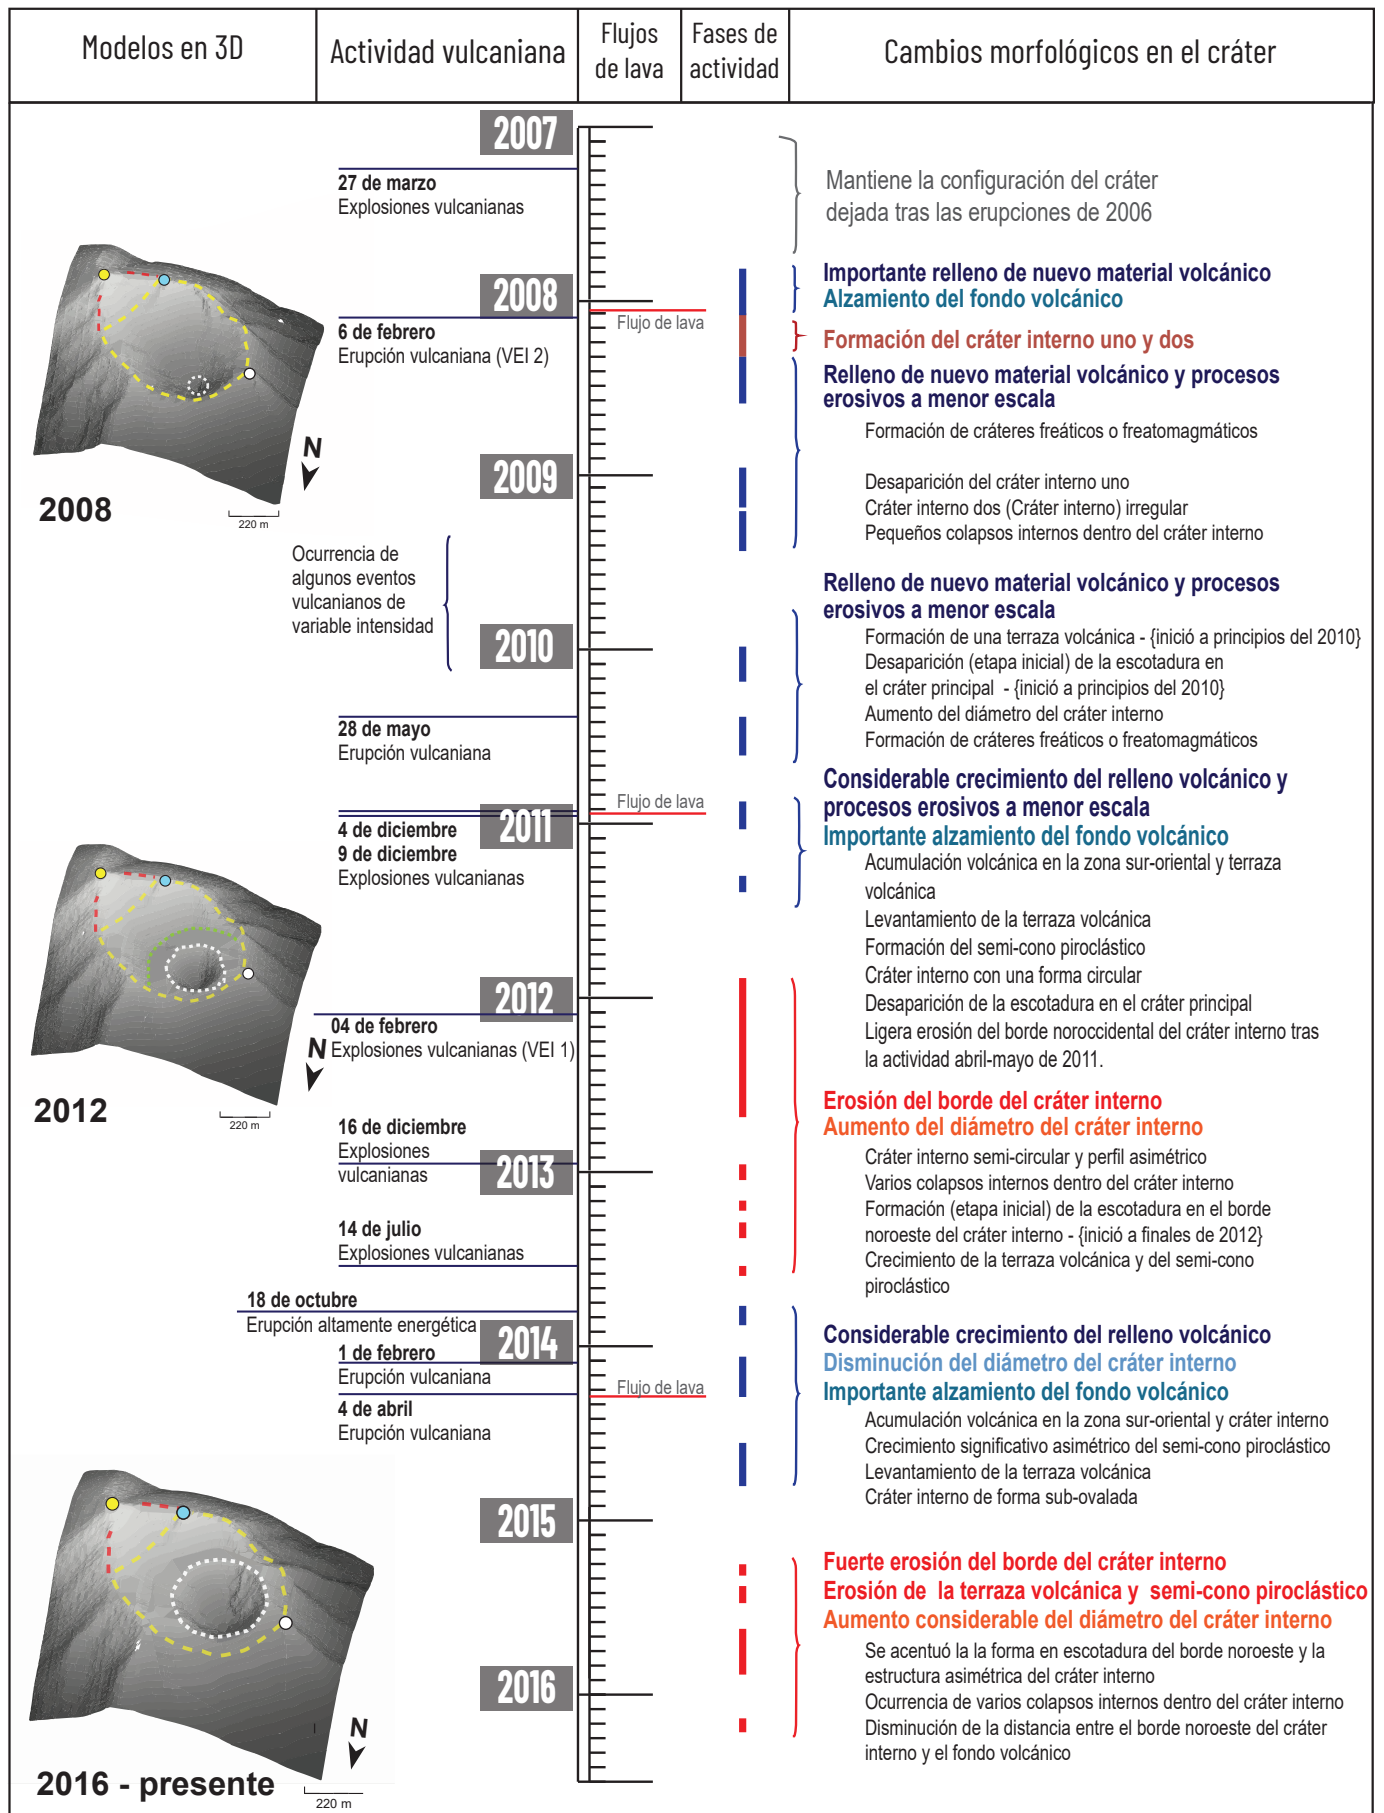 Modelos en 3D
Actividad vulcaniana
Flujos
de lava
Fases de
actividad
Cambios morfológicos en el cráter
2007
27 de marzo
Explosiones vulcanianas
Mantiene la configuración del cráter
dejada tras las erupciones de 2006
2008
Flujo de lava
6 de febrero
Erupción vulcaniana (VEI 2)
Importante relleno de nuevo material volcánico
Alzamiento del fondo volcánico
Formación del cráter interno uno y dos
Relleno de nuevo material volcánico y procesos
erosivos a menor escala
Formación de cráteres freáticos o freatomagmáticos
Desaparición del cráter interno uno
Cráter interno dos (Cráter interno) irregular
Pequeños colapsos internos dentro del cráter interno
N
2008
220 m
2009
Ocurrencia de
algunos eventos
vulcanianos de
variable intensidad
2010
Relleno de nuevo material volcánico y procesos
erosivos a menor escala
Formación de una terraza volcánica - {inició a principios del 2010}
Desaparición (etapa inicial) de la escotadura en
el cráter principal - {inició a principios del 2010}
Aumento del diámetro del cráter interno
Formación de cráteres freáticos o freatomagmáticos
28 de mayo
Erupción vulcaniana
Flujo de lava
2011
4 de diciembre
9 de diciembre
Explosiones vulcanianas
Considerable crecimiento del relleno volcánico y
procesos erosivos a menor escala
Importante alzamiento del fondo volcánico
Acumulación volcánica en la zona sur-oriental y terraza
volcánica
Levantamiento de la terraza volcánica
Formación del semi-cono piroclástico
Cráter interno con una forma circular
Desaparición de la escotadura en el cráter principal
Ligera erosión del borde noroccidental del cráter interno tras
la actividad abril-mayo de 2011.
2012
04 de febrero
Explosiones vulcanianas (VEI 1)
N
2012
220 m
16 de diciembre
Explosiones
vulcanianas
2013
14 de julio
Explosiones vulcanianas
Erosión del borde del cráter interno
Aumento del diámetro del cráter interno
Cráter interno semi-circular y perfil asimétrico
Varios colapsos internos dentro del cráter interno
Formación (etapa inicial) de la escotadura en el borde
noroeste del cráter interno - {inició a finales de 2012}
Crecimiento de la terraza volcánica y del semi-cono
piroclástico
18 de octubre
Erupción altamente energética
2014
1 de febrero
Erupción vulcaniana
Flujo de lava
4 de abril
Erupción vulcaniana
Considerable crecimiento del relleno volcánico
Disminución del diámetro del cráter interno
Importante alzamiento del fondo volcánico
Acumulación volcánica en la zona sur-oriental y cráter interno
Crecimiento significativo asimétrico del semi-cono piroclástico
Levantamiento de la terraza volcánica
Cráter interno de forma sub-ovalada
2015
Fuerte erosión del borde del cráter interno
Erosión de la terraza volcánica y semi-cono piroclástico
Aumento considerable del diámetro del cráter interno
Se acentuó la la forma en escotadura del borde noroeste y la
estructura asimétrica del cráter interno
Ocurrencia de varios colapsos internos dentro del cráter interno
Disminución de la distancia entre el borde noroeste del cráter
interno y el fondo volcánico
2016
N
2016 - presente
220 m